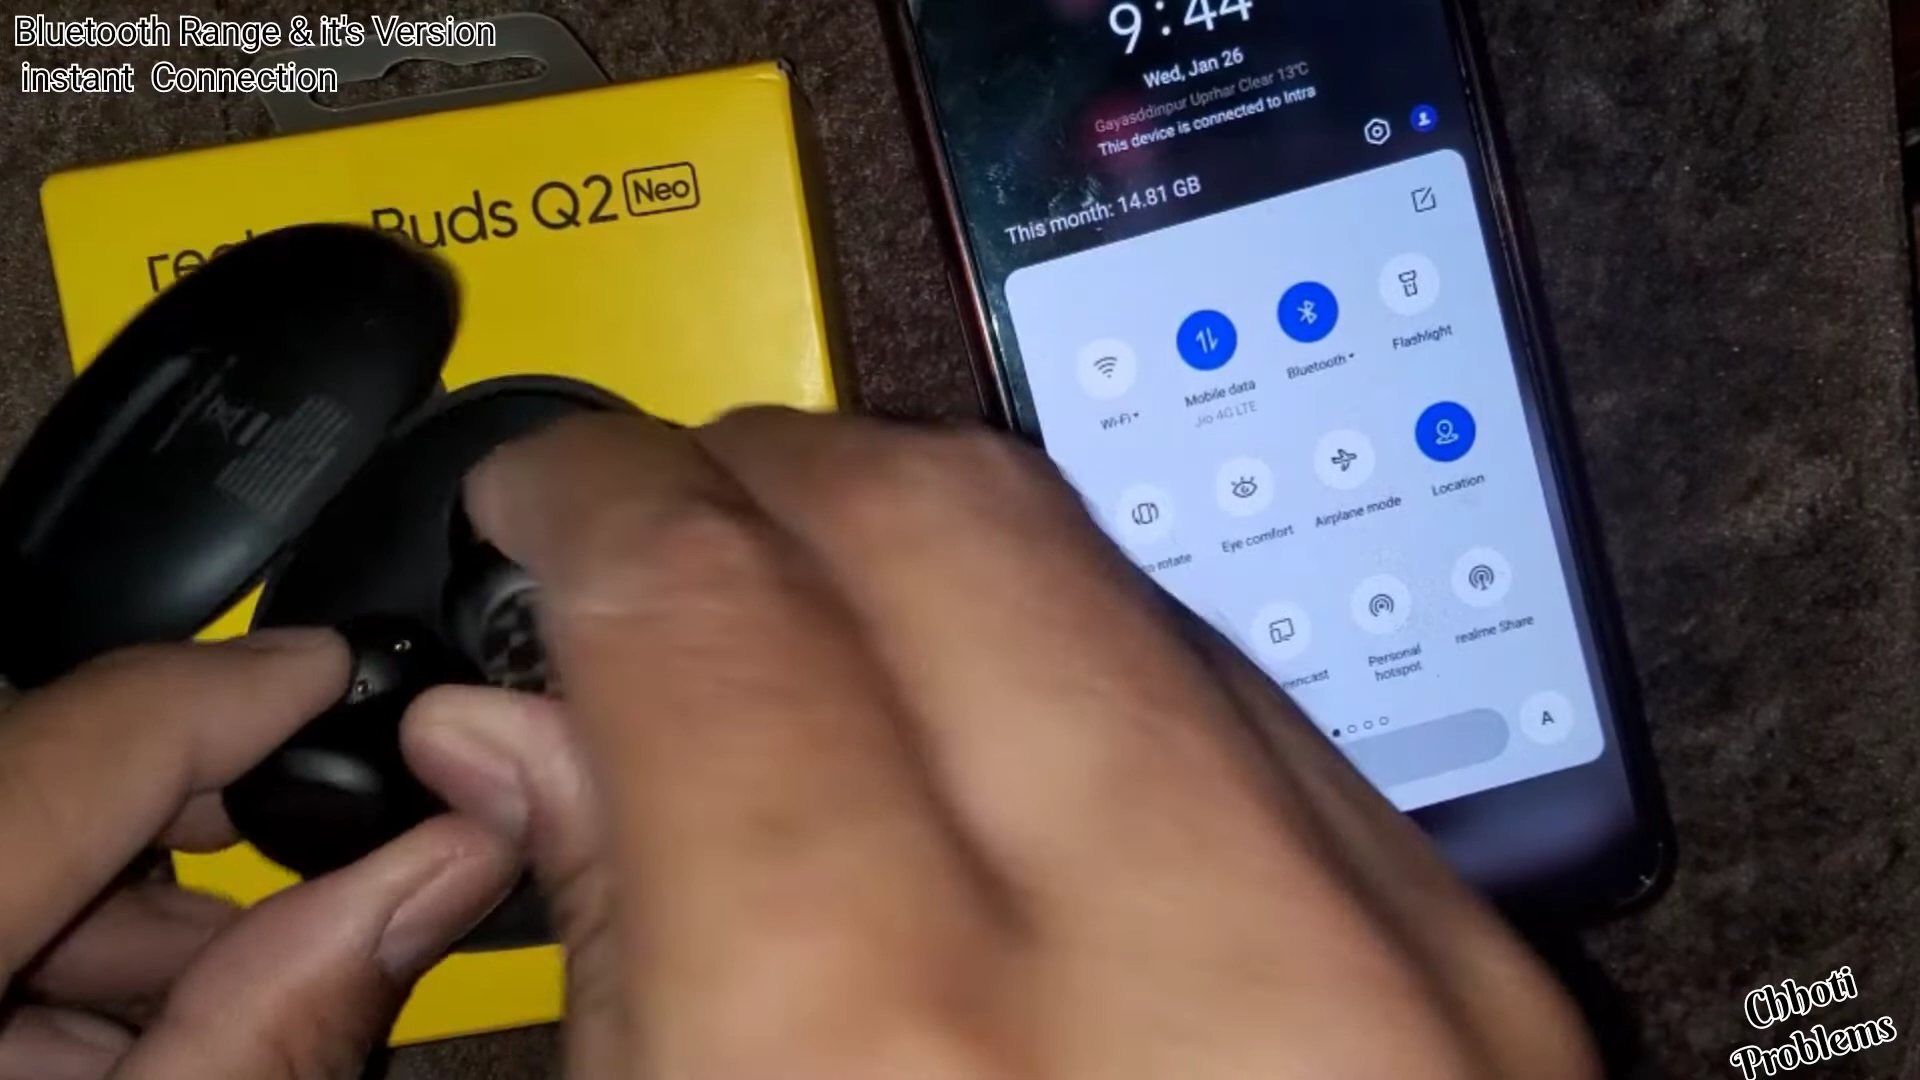 Bluetooth Range & it's Version
instant Connection
Buds Q2 Neo
9:44
Wed, Jan 26
Gayasddinpur Uprhar Clear 13°C
This device is connected to Intra
This month: 14.81 GB
Wi-Fi
Mobile data
Jio 4G LTE
Bluetooth
Flashlight
rotate
Eye comfort
Airplane mode
Location
Personal
hotspot
realme Share
A
Chhoti
Problems